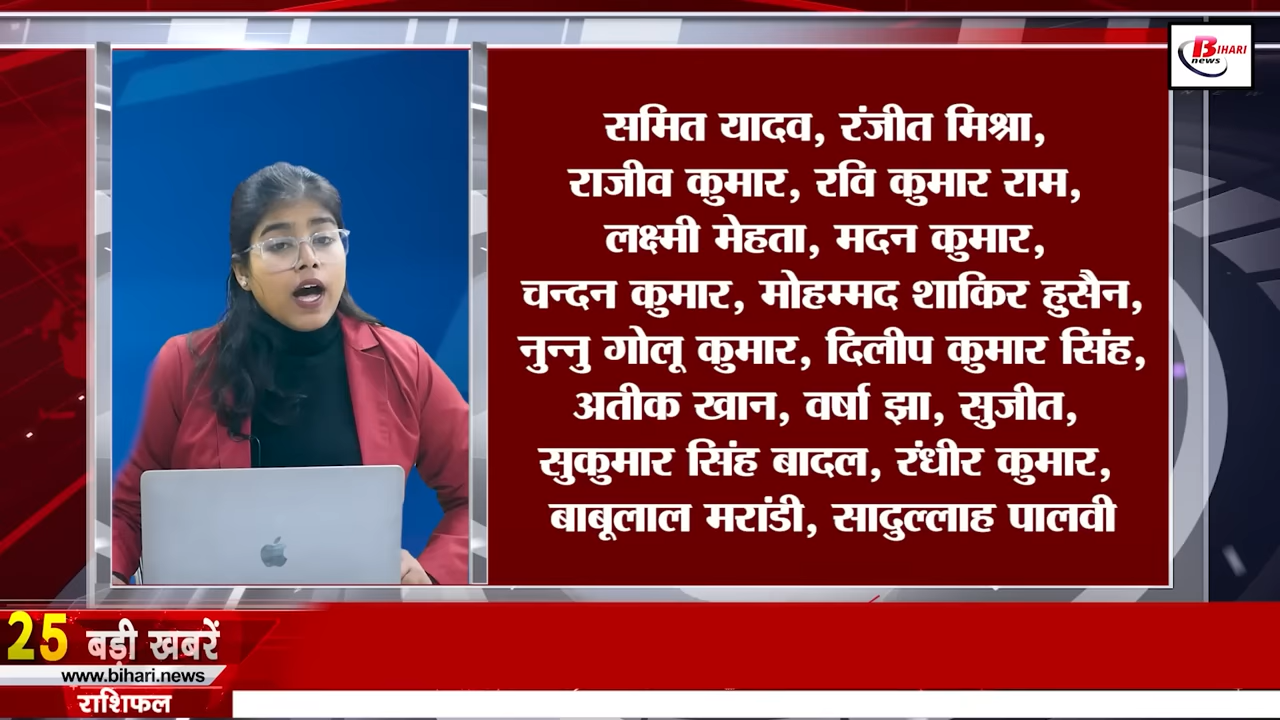 BIHARI
news
समित यादव, रंजीत मिश्रा,
राजीव कुमार, रवि कुमार राम,
लक्ष्मी मेहता, मदन कुमार,
चन्दन कुमार, मोहम्मद शाकिर हुसैन,
नुन्नु गोलू कुमार, दिलीप कुमार सिंह,
अतीक खान, वर्षा झा, सुजीत,
सुकुमार सिंह बादल, रंधीर कुमार,
बाबूलाल मरांडी, सादुल्लाह पालवी
25 बड़ी खबरें
www.bihari.news
राशिफल